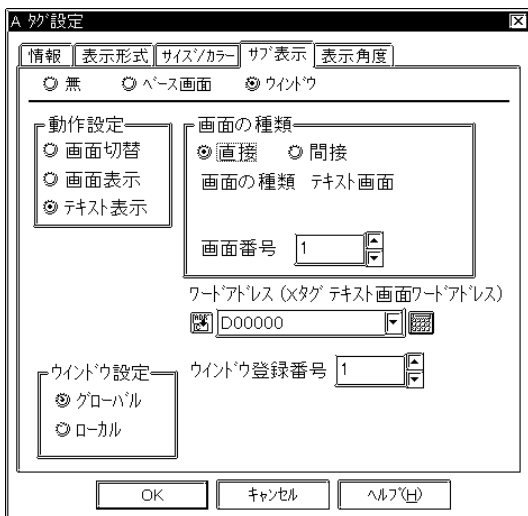 A ﾀｸﾞ設定
情報 表示形式 ｻｲｽﾞ/ｶﾗｰ ｻﾌﾞ表示 表示角度
無 ﾍﾞｰｽ画面 ｳｲﾝﾄﾞｳ
動作設定
画面切替
画面表示
ﾃｷｽﾄ表示
画面の種類
直接 間接
画面の種類 ﾃｷｽﾄ画面
画面番号 1
ﾜｰﾄﾞｱﾄﾞﾚｽ (Xﾀｸﾞ ﾃｷｽﾄ画面ﾜｰﾄﾞｱﾄﾞﾚｽ)
D00000
ｳｲﾝﾄﾞｳ設定
ｸﾞﾛｰﾊﾞﾙ
ﾛｰｶﾙ
ｳｲﾝﾄﾞｳ登録番号 1
OK ｷｬﾝｾﾙ ﾍﾙﾌﾟ(H)